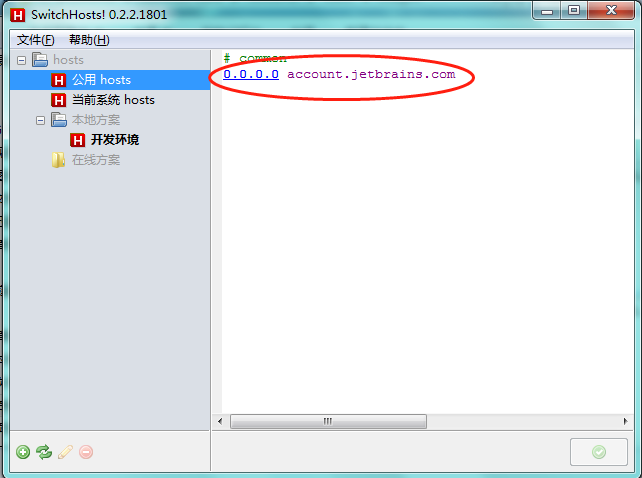 SwitchHosts! 0.2.2.1801
文件(F) 帮助(H)
hosts
公用 hosts
当前系统 hosts
本地方案
开发环境
在线方案
# common
0.0.0.0 account.jetbrains.com